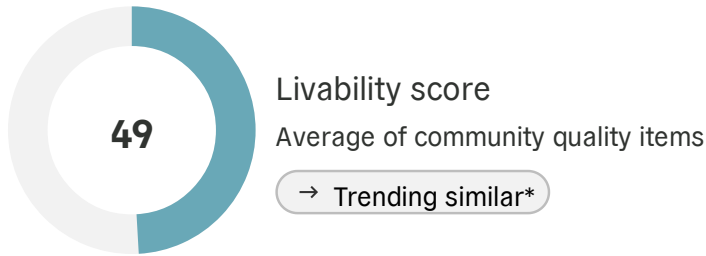 49
Livability score
Average of community quality items
→ Trending similar*